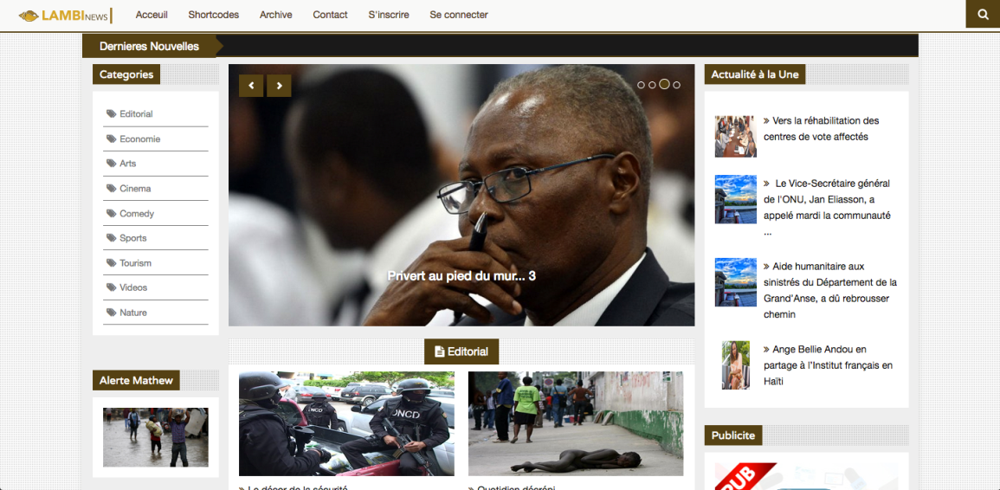 LAMBI NEWS
Acceuil
Shortcodes
Archive
Contact
S'inscrire
Se connecter
Dernieres Nouvelles
Categories
Editorial
Economie
Arts
Cinema
Comedy
Sports
Tourism
Videos
Nature
Alerte Mathew
Privert au pied du mur... 3
Editorial
ONCD
» Le décor de la sécurité
» Quotidien décrépi
Actualité à la Une
» Vers la réhabilitation des
centres de vote affectés
» Le Vice-Secrétaire général
de l'ONU, Jan Eliasson, a
appelé mardi la communauté
...
» Aide humanitaire aux
sinistrés du Département de la
Grand'Anse, a dû rebrousser
chemin
» Ange Bellie Andou en
partage à l'Institut français en
Haïti
Publicite
PUB